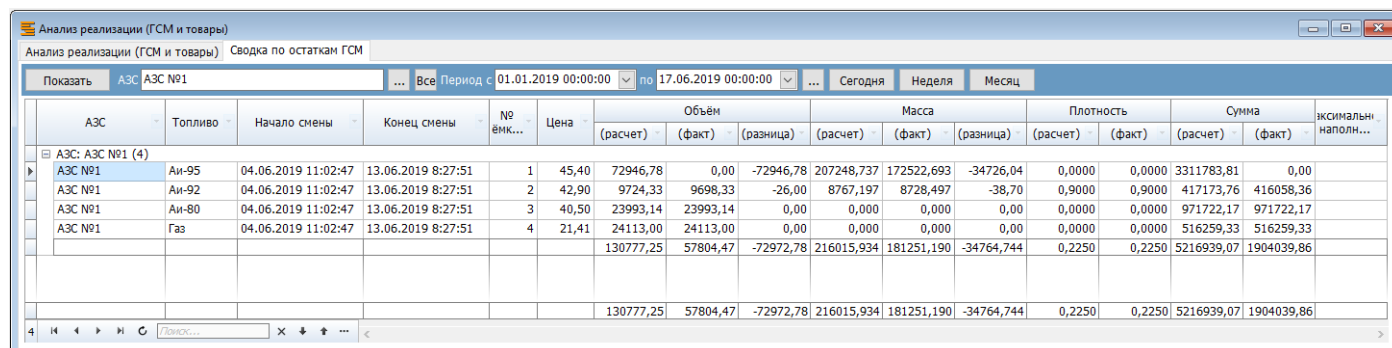 Анализ реализации (ГСМ и товары)
Анализ реализации (ГСМ и товары) Сводка по остаткам ГСМ
Показать АЗС АЗС №1 ... Все Период с 01.01.2019 00:00:00 по 17.06.2019 00:00:00 ... Сегодня Неделя Месяц
АЗС Топливо Начало смены Конец смены № ёмк... Цена Объём Масса Плотность Сумма аксимально наполн...
(расчет) (факт) (разница) (расчет) (факт) (разница) (расчет) (факт) (расчет) (факт)
АЗС: АЗС №1 (4)
АЗС №1 Аи-95 04.06.2019 11:02:47 13.06.2019 8:27:51 1 45,40 72946,78 0,00 -72946,78 207248,737 172522,693 -34726,04 0,0000 0,0000 3311783,81 0,00
АЗС №1 Аи-92 04.06.2019 11:02:47 13.06.2019 8:27:51 2 42,90 9724,33 9698,33 -26,00 8767,197 8728,497 -38,70 0,9000 0,9000 417173,76 416058,36
АЗС №1 Аи-80 04.06.2019 11:02:47 13.06.2019 8:27:51 3 40,50 23993,14 23993,14 0,00 0,000 0,000 0,00 0,0000 0,0000 971722,17 971722,17
АЗС №1 Газ 04.06.2019 11:02:47 13.06.2019 8:27:51 4 21,41 24113,00 24113,00 0,00 0,000 0,000 0,00 0,0000 0,0000 516259,33 516259,33
130777,25 57804,47 -72972,78 216015,934 181251,190 -34764,744 0,2250 0,2250 5216939,07 1904039,86
130777,25 57804,47 -72972,78 216015,934 181251,190 -34764,744 0,2250 0,2250 5216939,07 1904039,86
4 Поиск... ...